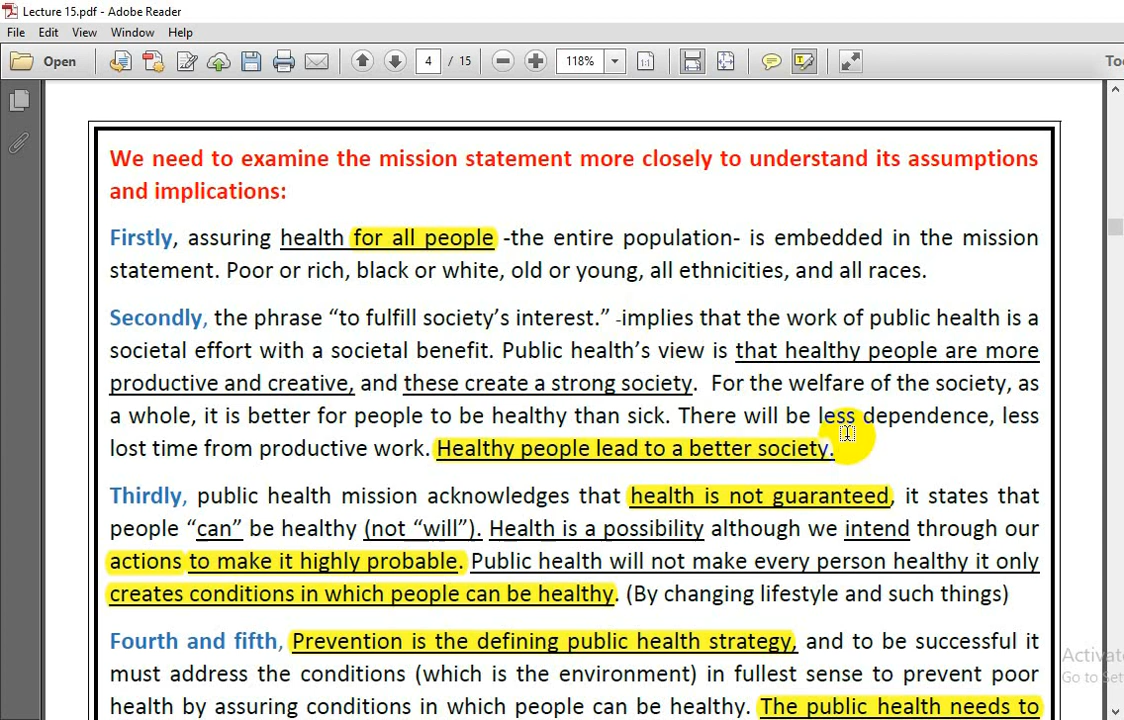 Lecture 15.pdf - Adobe Reader
File Edit View Window Help
Open 4 / 15 118%
We need to examine the mission statement more closely to understand its assumptions
and implications:
Firstly, assuring health for all people -the entire population- is embedded in the mission
statement. Poor or rich, black or white, old or young, all ethnicities, and all races.
Secondly, the phrase “to fulfill society’s interest.” -implies that the work of public health is a
societal effort with a societal benefit. Public health’s view is that healthy people are more
productive and creative, and these create a strong society. For the welfare of the society, as
a whole, it is better for people to be healthy than sick. There will be less dependence, less
lost time from productive work. Healthy people lead to a better society.
Thirdly, public health mission acknowledges that health is not guaranteed, it states that
people “can” be healthy (not “will”). Health is a possibility although we intend through our
actions to make it highly probable. Public health will not make every person healthy it only
creates conditions in which people can be healthy. (By changing lifestyle and such things)
Fourth and fifth, Prevention is the defining public health strategy, and to be successful it
must address the conditions (which is the environment) in fullest sense to prevent poor
health by assuring conditions in which people can be healthy. The public health needs to
Go to